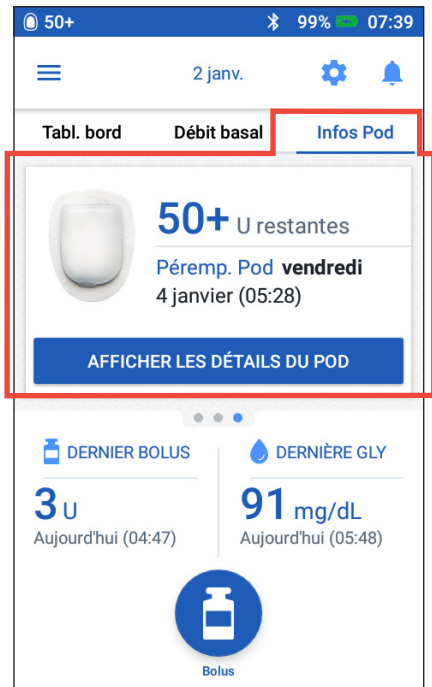 50+ 99% 07:39
2 janv.
Tabl. bord Débit basal Infos Pod
50+ U restantes
Péremp. Pod vendredi
4 janvier (05:28)
AFFICHER LES DÉTAILS DU POD
DERNIER BOLUS DERNIÈRE GLY
3 U 91 mg/dL
Aujourd'hui (04:47) Aujourd'hui (05:48)
Bolus